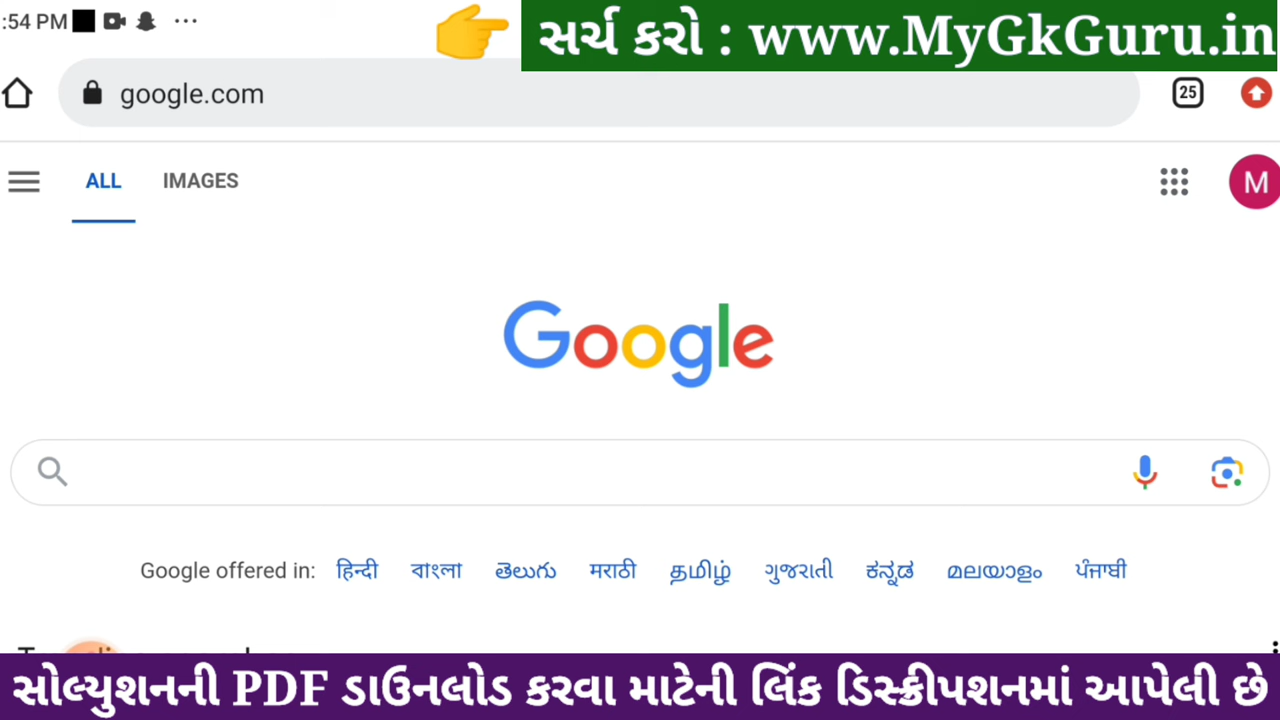 :54 PM
સર્ચ કરો : www.MyGkGuru.in
google.com
25
ALL IMAGES
M
Google
Google offered in: हिन्दी বাংলা తెలుగు मराठी தமிழ் ગુજરાતી ಕನ್ನಡ മലയാളം ਪੰਜਾਬੀ
સોલ્યુશનની PDF ડાઉનલોડ કરવા માટેની લિંક ડિસ્ક્રીપશનમાં આપેલી છે